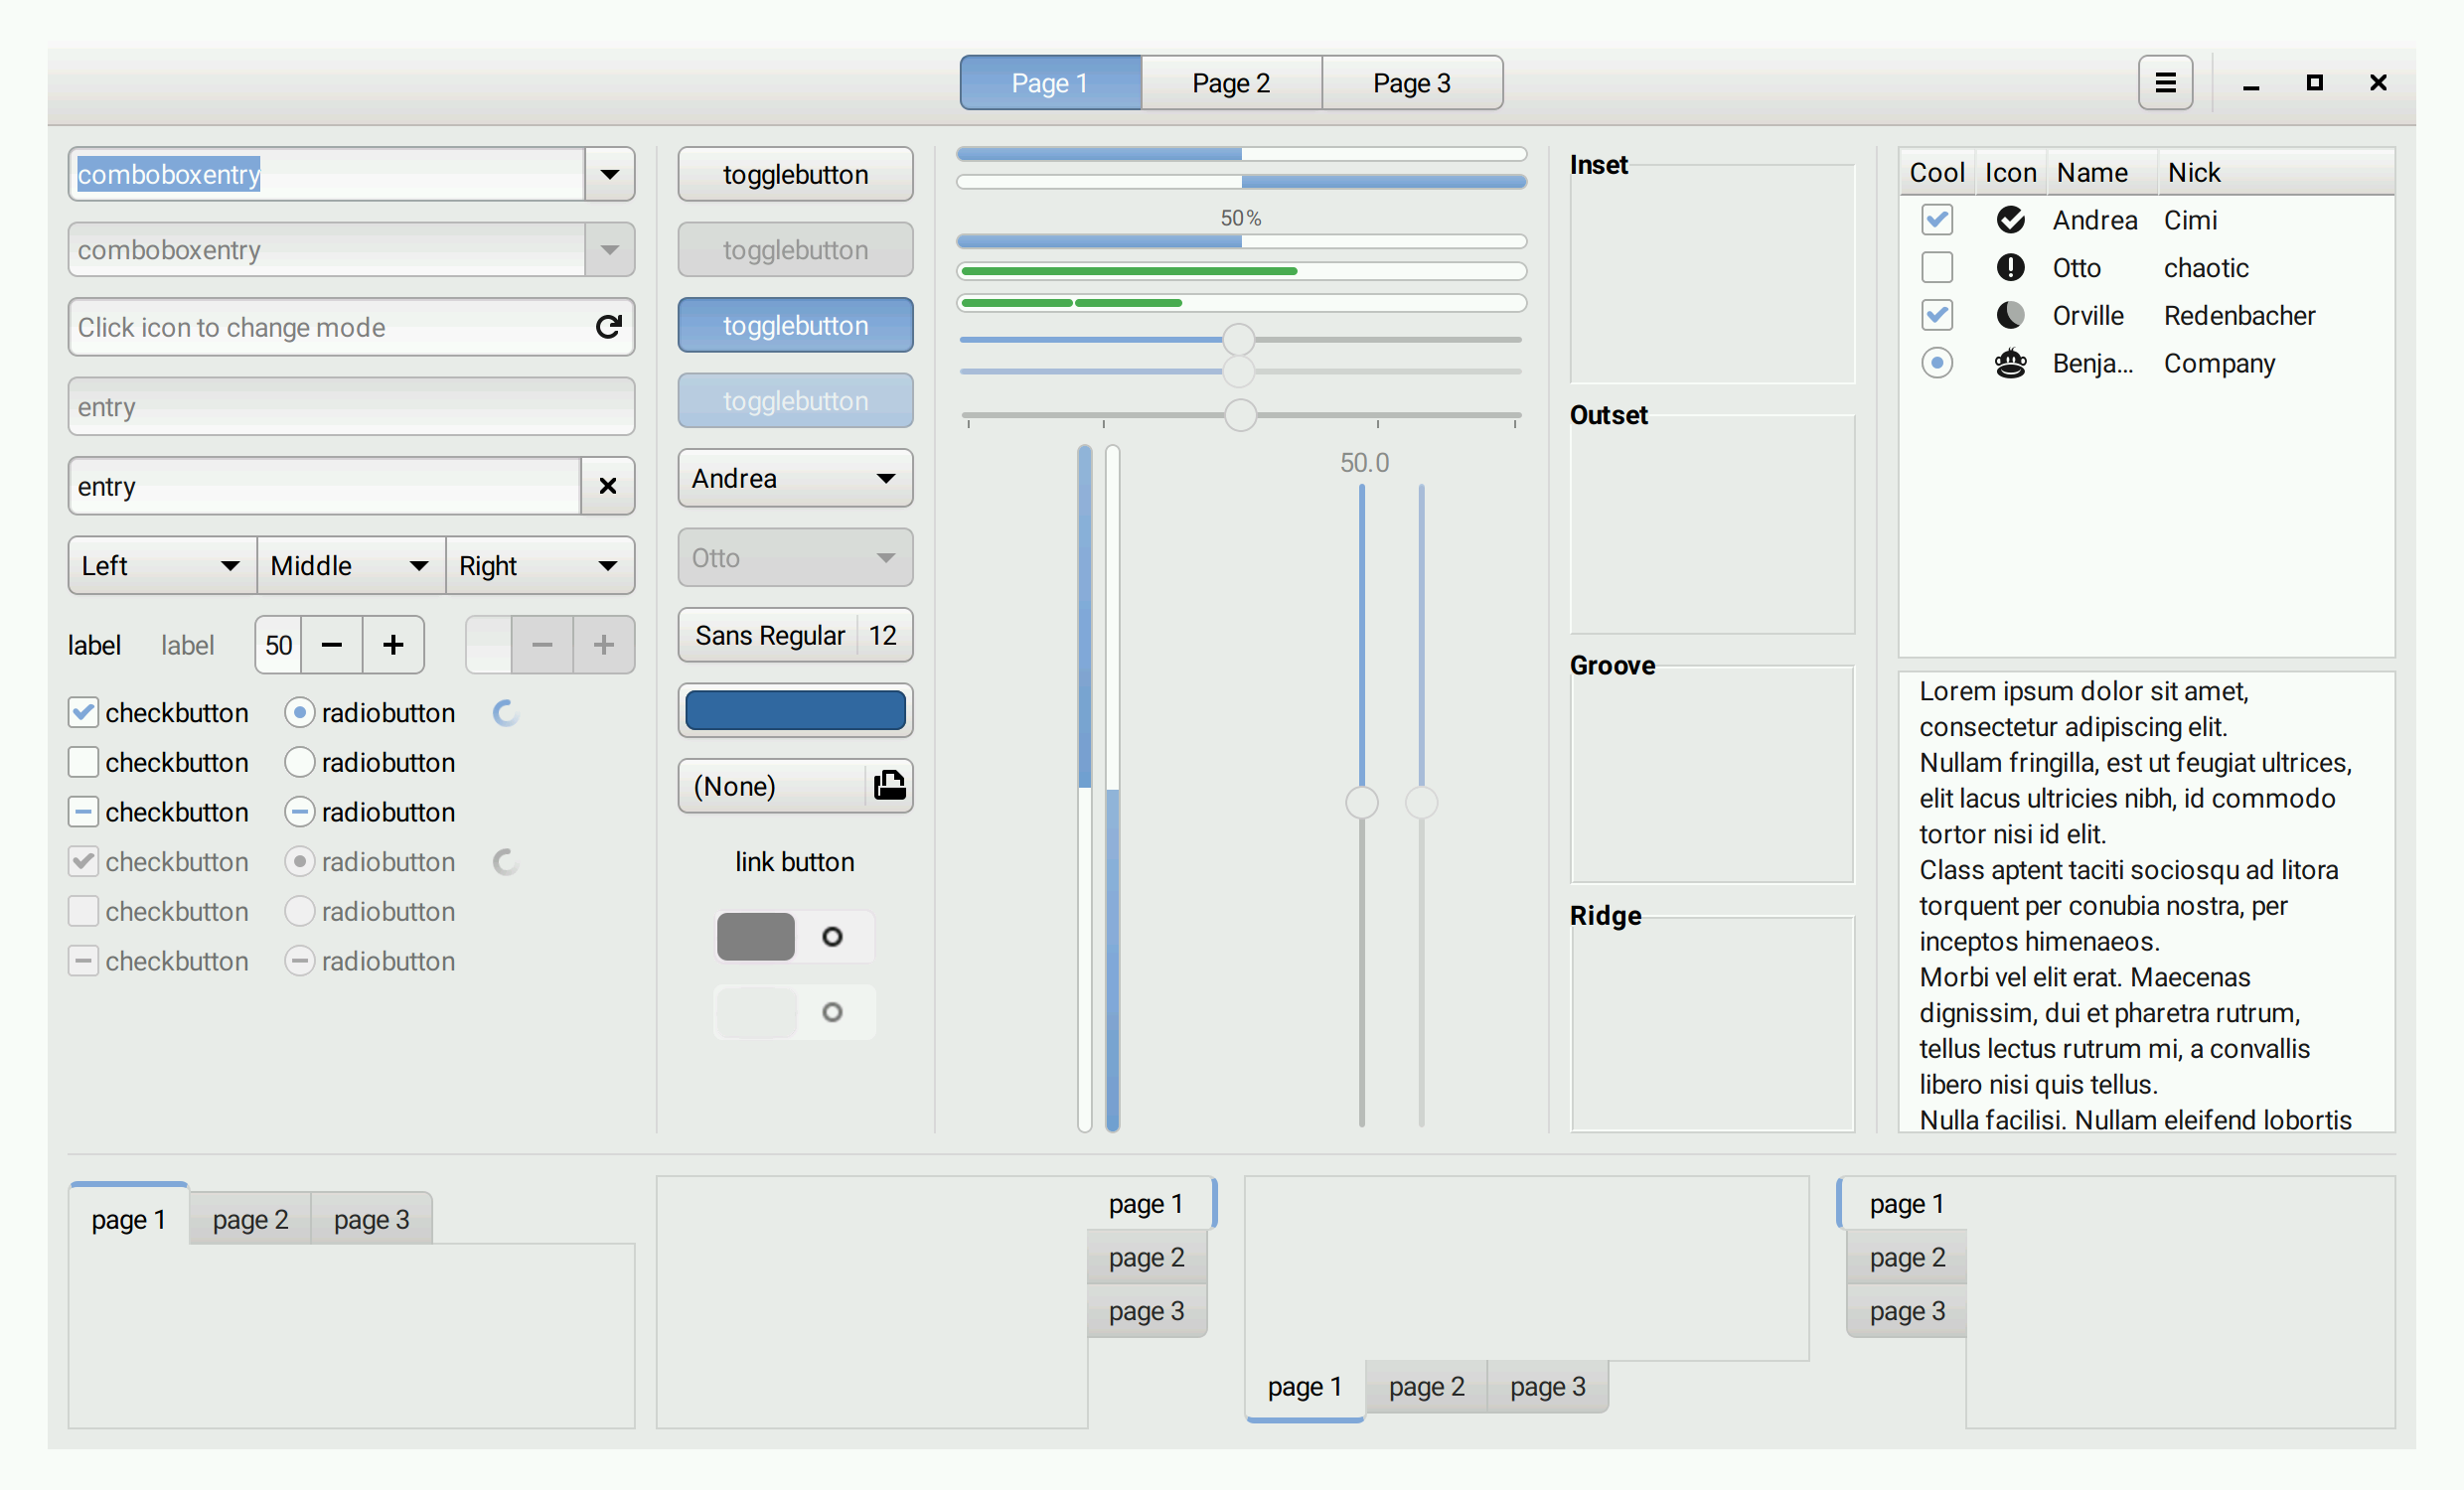 Page 1
Page 2
Page 3
comboboxentry
comboboxentry
Click icon to change mode
entry
entry
Left
Middle
Right
label
label
50
checkbutton
radiobutton
checkbutton
radiobutton
checkbutton
radiobutton
checkbutton
radiobutton
checkbutton
radiobutton
checkbutton
radiobutton
togglebutton
togglebutton
togglebutton
togglebutton
Andrea
Otto
Sans Regular
12
(None)
link button
50%
50.0
Inset
Outset
Groove
Ridge
Cool Icon Name Nick
Andrea Cimi
Otto chaotic
Orville Redenbacher
Benja... Company
Lorem ipsum dolor sit amet,
consectetur adipiscing elit.
Nullam fringilla, est ut feugiat ultrices,
elit lacus ultricies nibh, id commodo
tortor nisi id elit.
Class aptent taciti sociosqu ad litora
torquent per conubia nostra, per
inceptos himenaeos.
Morbi vel elit erat. Maecenas
dignissim, dui et pharetra rutrum,
tellus lectus rutrum mi, a convallis
libero nisi quis tellus.
Nulla facilisi. Nullam eleifend lobortis
page 1
page 2
page 3
page 1
page 2
page 3
page 1
page 2
page 3
page 1
page 2
page 3